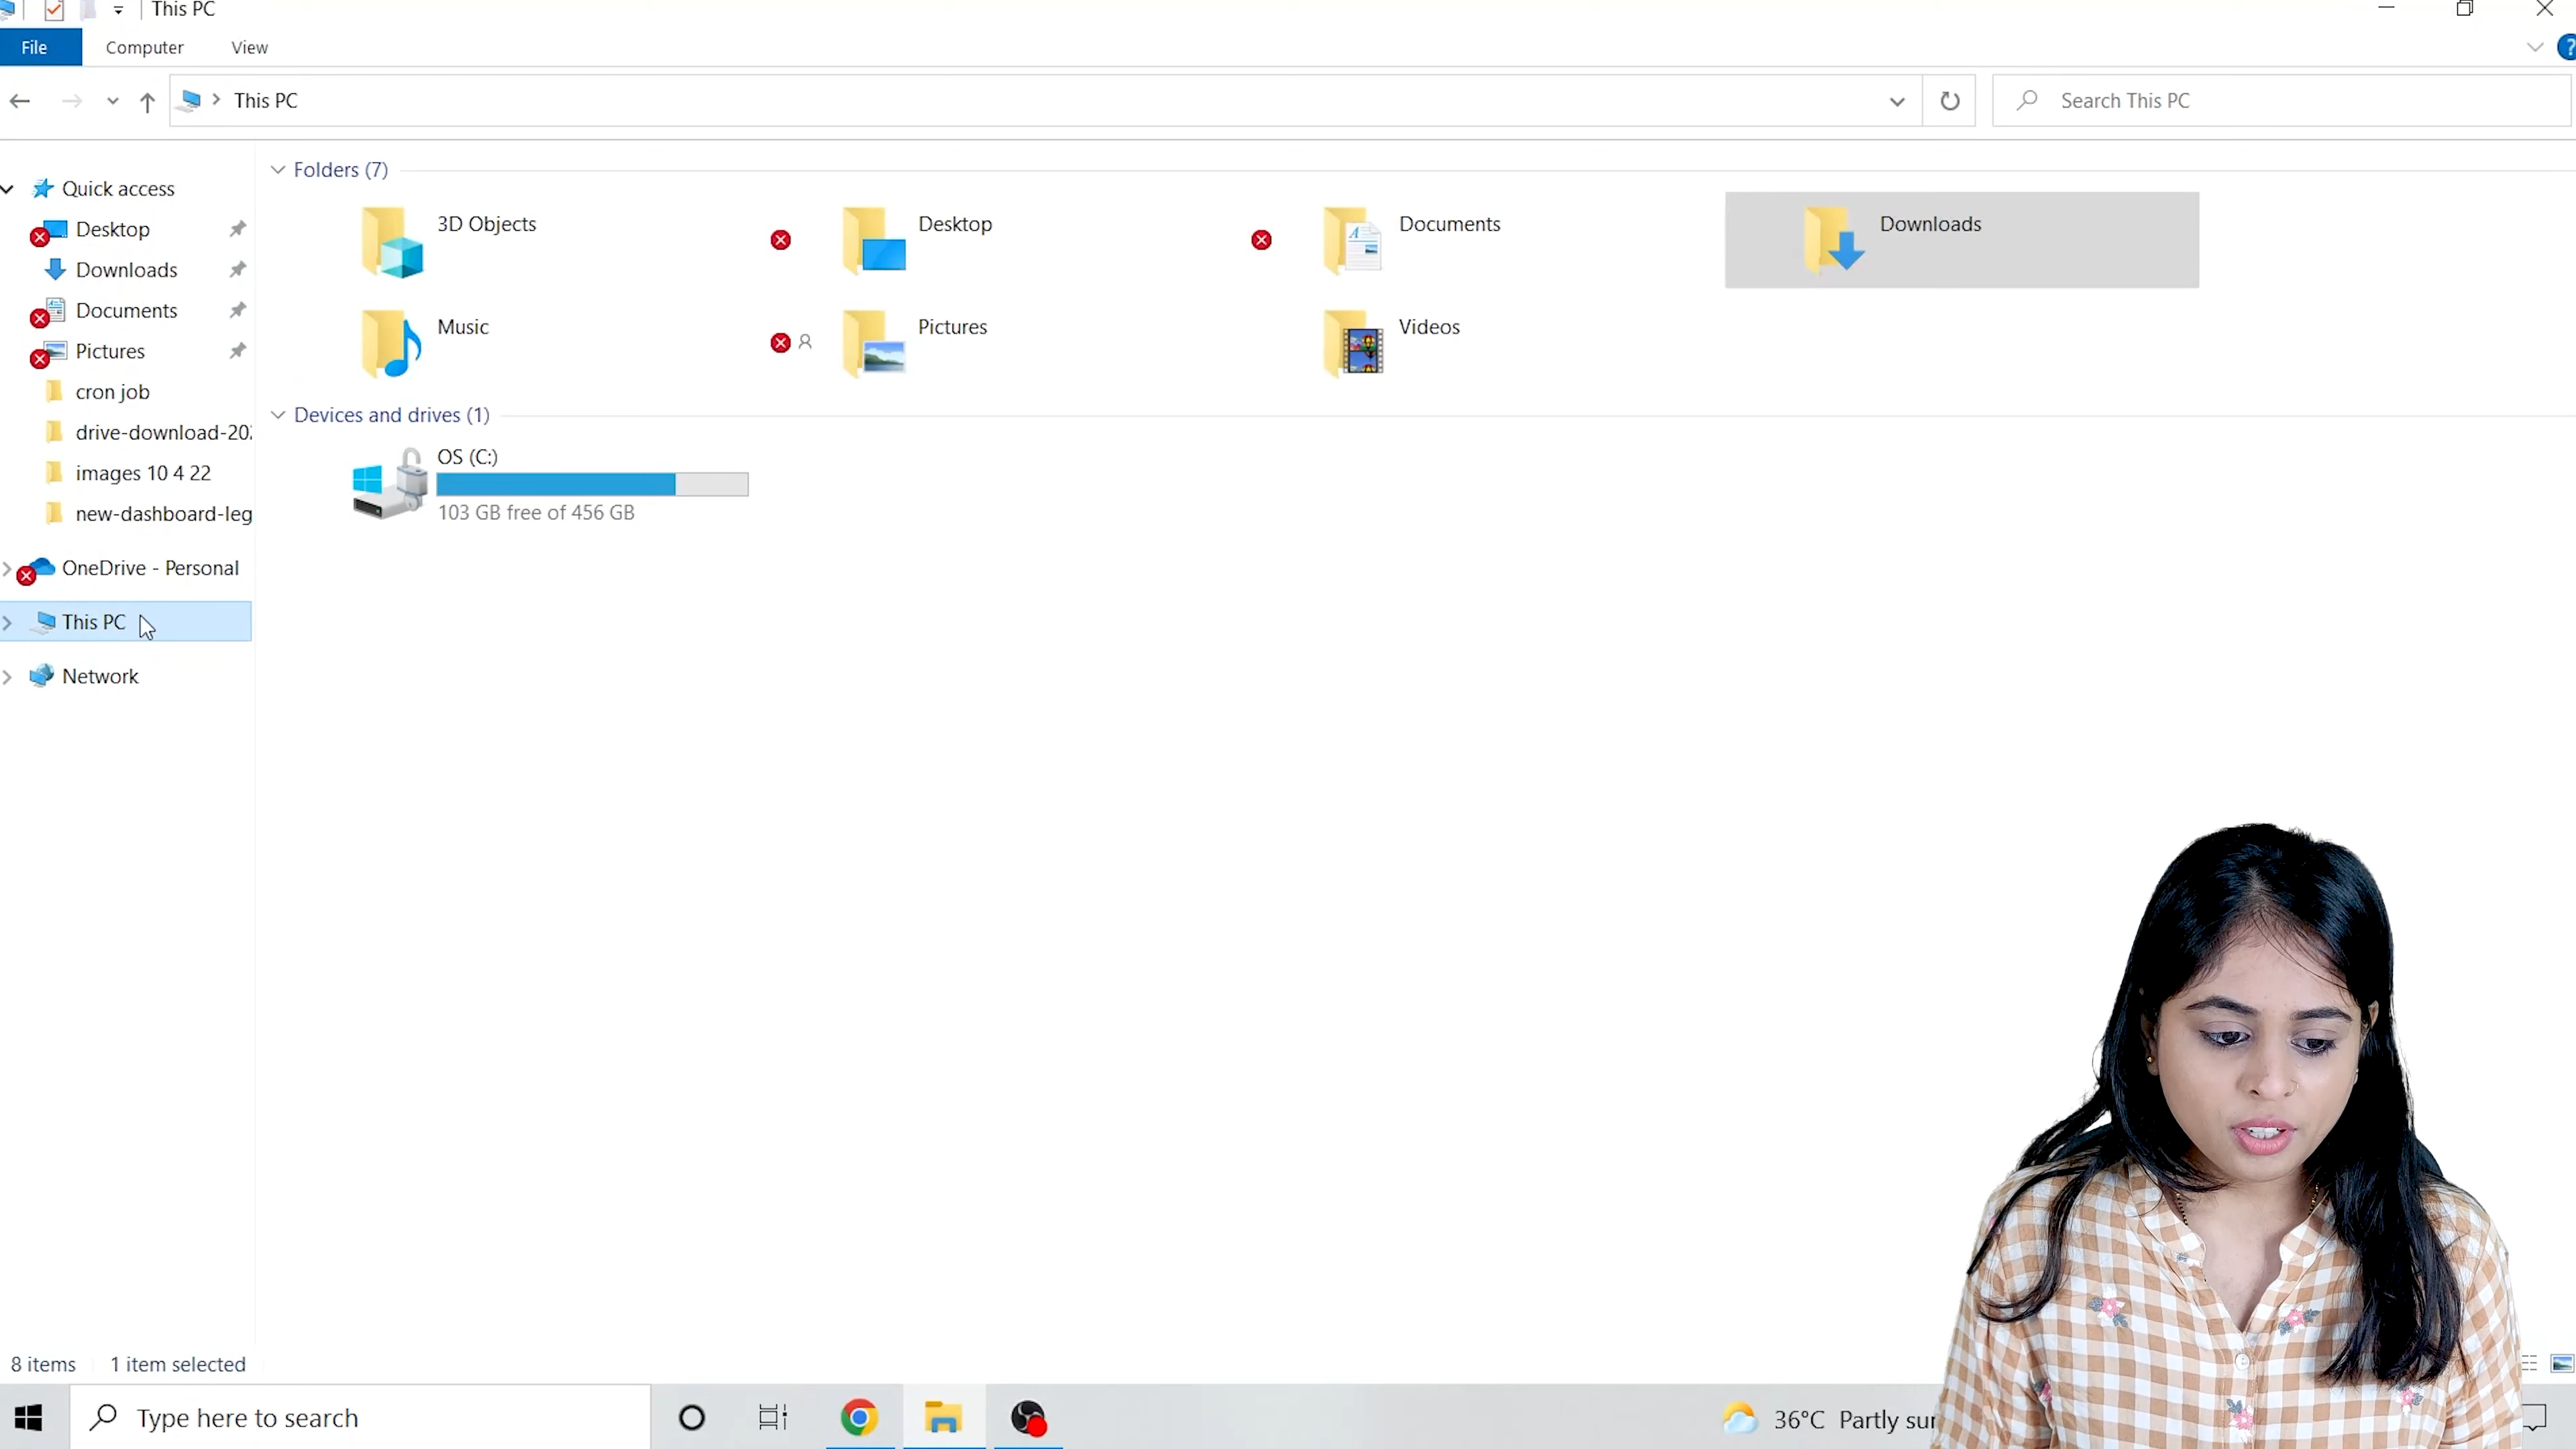 This PC
File Computer View
This PC
Search This PC
Quick access
Desktop
Downloads
Documents
Pictures
cron job
drive-download-20
images 10 4 22
new-dashboard-leg
OneDrive - Personal
This PC
Network
Folders (7)
3D Objects
Desktop
Documents
Downloads
Music
Pictures
Videos
Devices and drives (1)
OS (C:)
103 GB free of 456 GB
8 items 1 item selected
Type here to search
36°C Partly sur